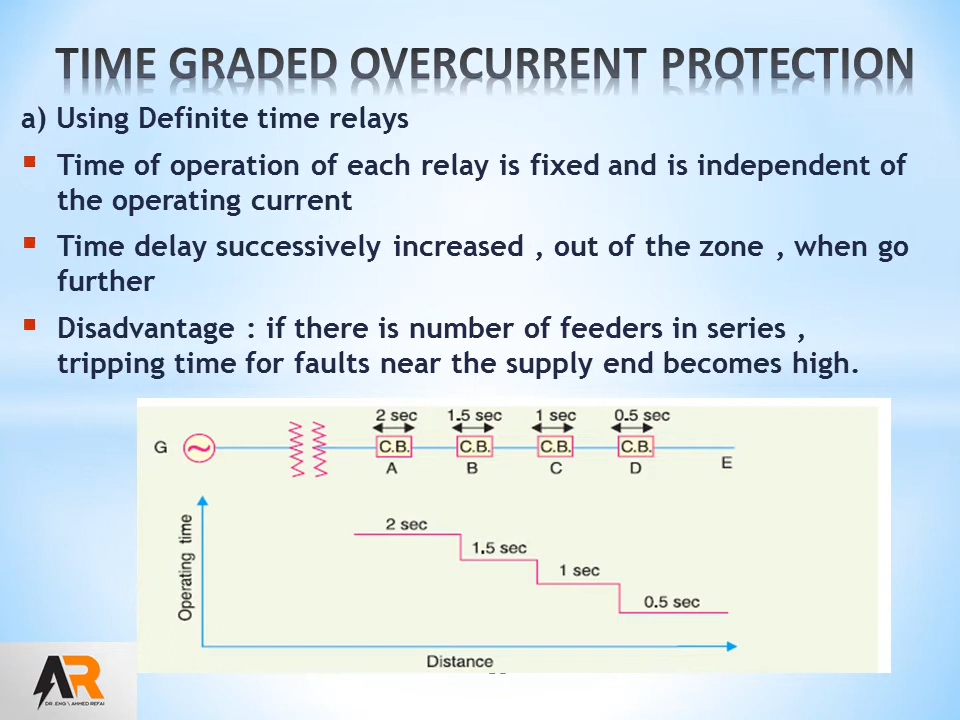 TIME GRADED OVERCURRENT PROTECTION
a) Using Definite time relays
Time of operation of each relay is fixed and is independent of
the operating current
Time delay successively increased , out of the zone , when go
further
Disadvantage : if there is number of feeders in series ,
tripping time for faults near the supply end becomes high.
2 sec 1.5 sec 1 sec 0.5 sec
G C.B. C.B. C.B. C.B.
A B C D E
Operating time
2 sec
1.5 sec
1 sec
0.5 sec
Distance
AR
DR. ENG \ AHMED REFAI